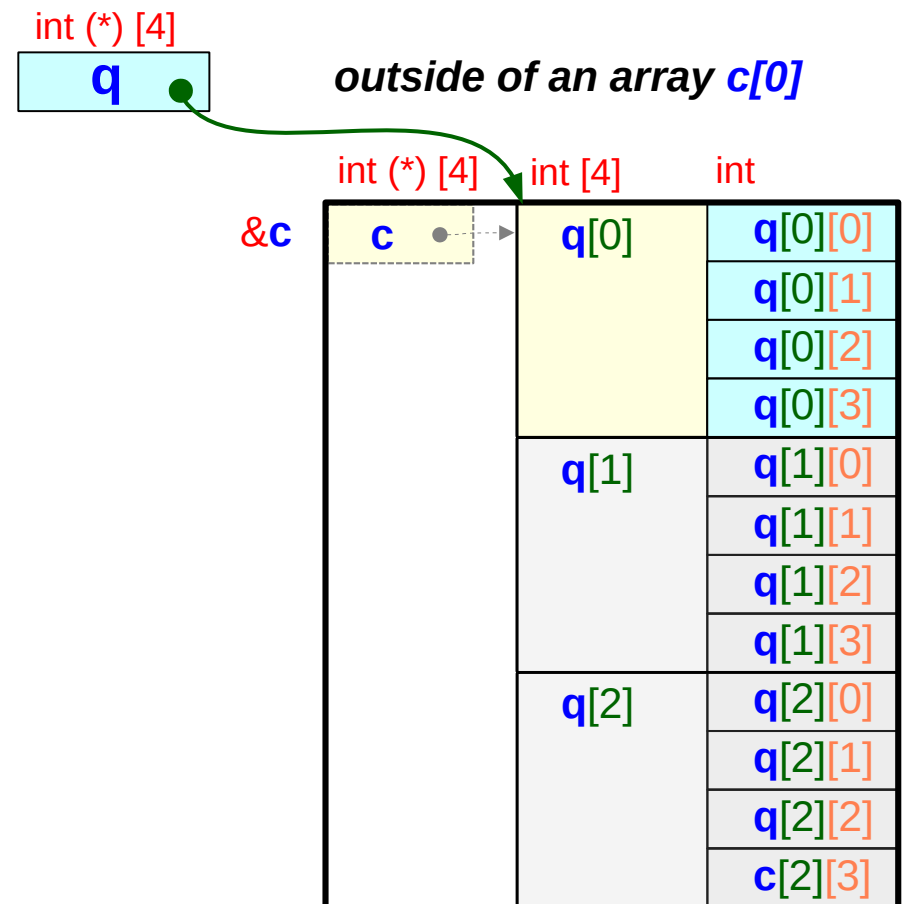 int (*) [4]
q
outside of an array c[0]
int (*) [4] int [4] int
&c c q[0] q[0][0]
q[0][1]
q[0][2]
q[0][3]
q[1] q[1][0]
q[1][1]
q[1][2]
q[1][3]
q[2] q[2][0]
q[2][1]
q[2][2]
c[2][3]